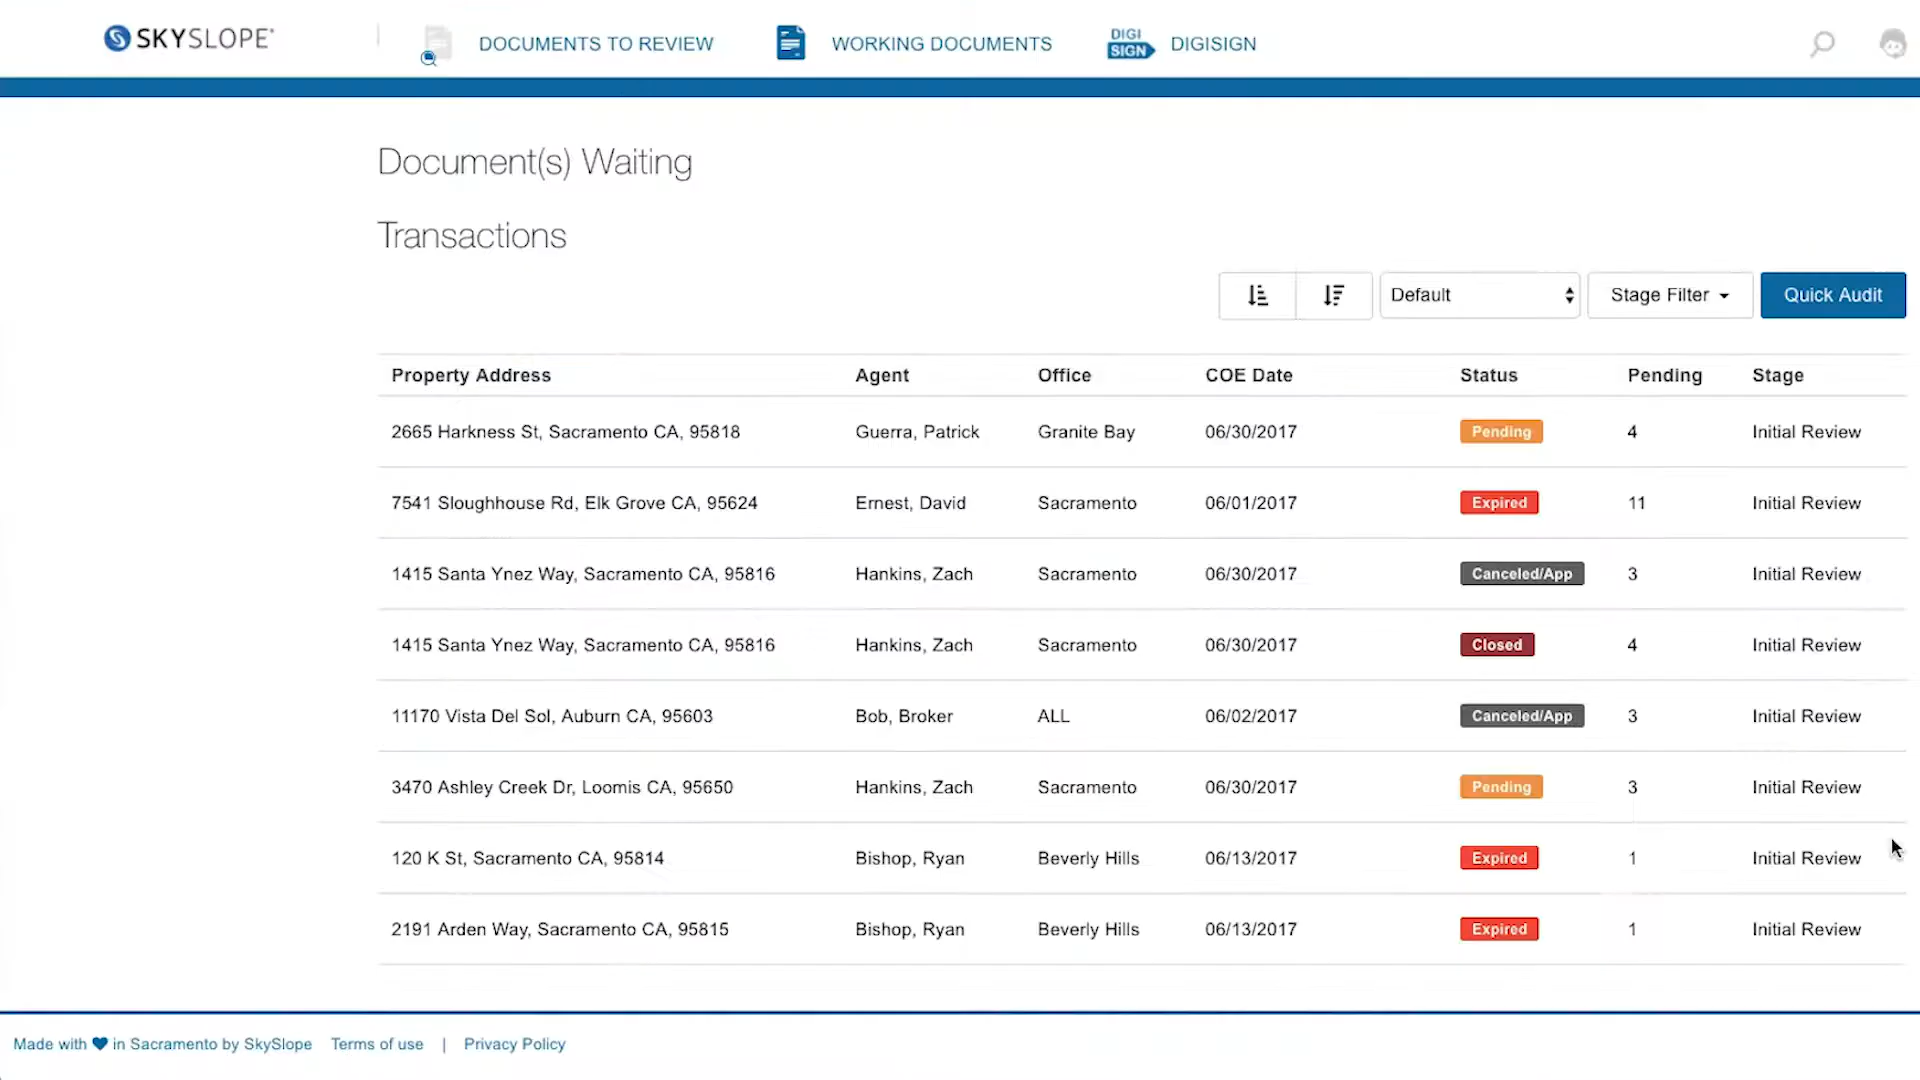 SKYSLOPE®
DOCUMENTS TO REVIEW
WORKING DOCUMENTS
DIGI
SIGN
DIGISIGN
Document(s) Waiting
Transactions
Default
Stage Filter
Quick Audit
Property Address Agent Office COE Date Status Pending Stage
2665 Harkness St, Sacramento CA, 95818 Guerra, Patrick Granite Bay 06/30/2017 Pending 4 Initial Review
7541 Sloughhouse Rd, Elk Grove CA, 95624 Ernest, David Sacramento 06/01/2017 Expired 11 Initial Review
1415 Santa Ynez Way, Sacramento CA, 95816 Hankins, Zach Sacramento 06/30/2017 Canceled/App 3 Initial Review
1415 Santa Ynez Way, Sacramento CA, 95816 Hankins, Zach Sacramento 06/30/2017 Closed 4 Initial Review
11170 Vista Del Sol, Auburn CA, 95603 Bob, Broker ALL 06/02/2017 Canceled/App 3 Initial Review
3470 Ashley Creek Dr, Loomis CA, 95650 Hankins, Zach Sacramento 06/30/2017 Pending 3 Initial Review
120 K St, Sacramento CA, 95814 Bishop, Ryan Beverly Hills 06/13/2017 Expired 1 Initial Review
2191 Arden Way, Sacramento CA, 95815 Bishop, Ryan Beverly Hills 06/13/2017 Expired 1 Initial Review
Made with ♥ in Sacramento by SkySlope Terms of use | Privacy Policy